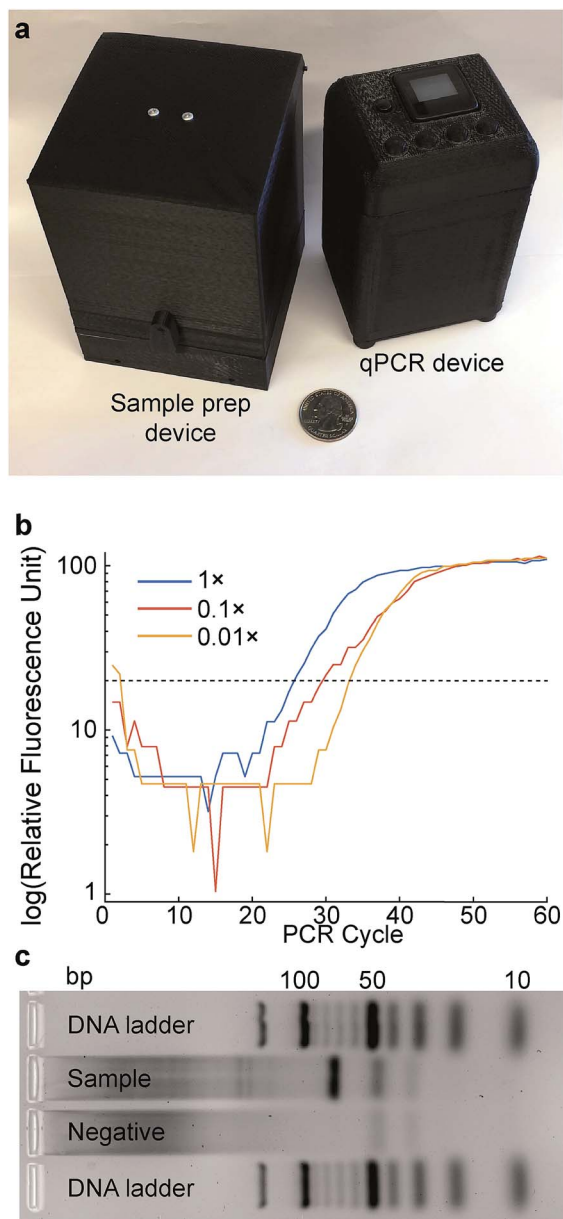 a
Sample prep
device
qPCR device
b
log(Relative Fluorescence Unit)
100
10
1
1×
0.1×
0.01×
0 10 20 30 40 50 60
PCR Cycle
c
bp 100 50 10
DNA ladder
Sample
Negative
DNA ladder